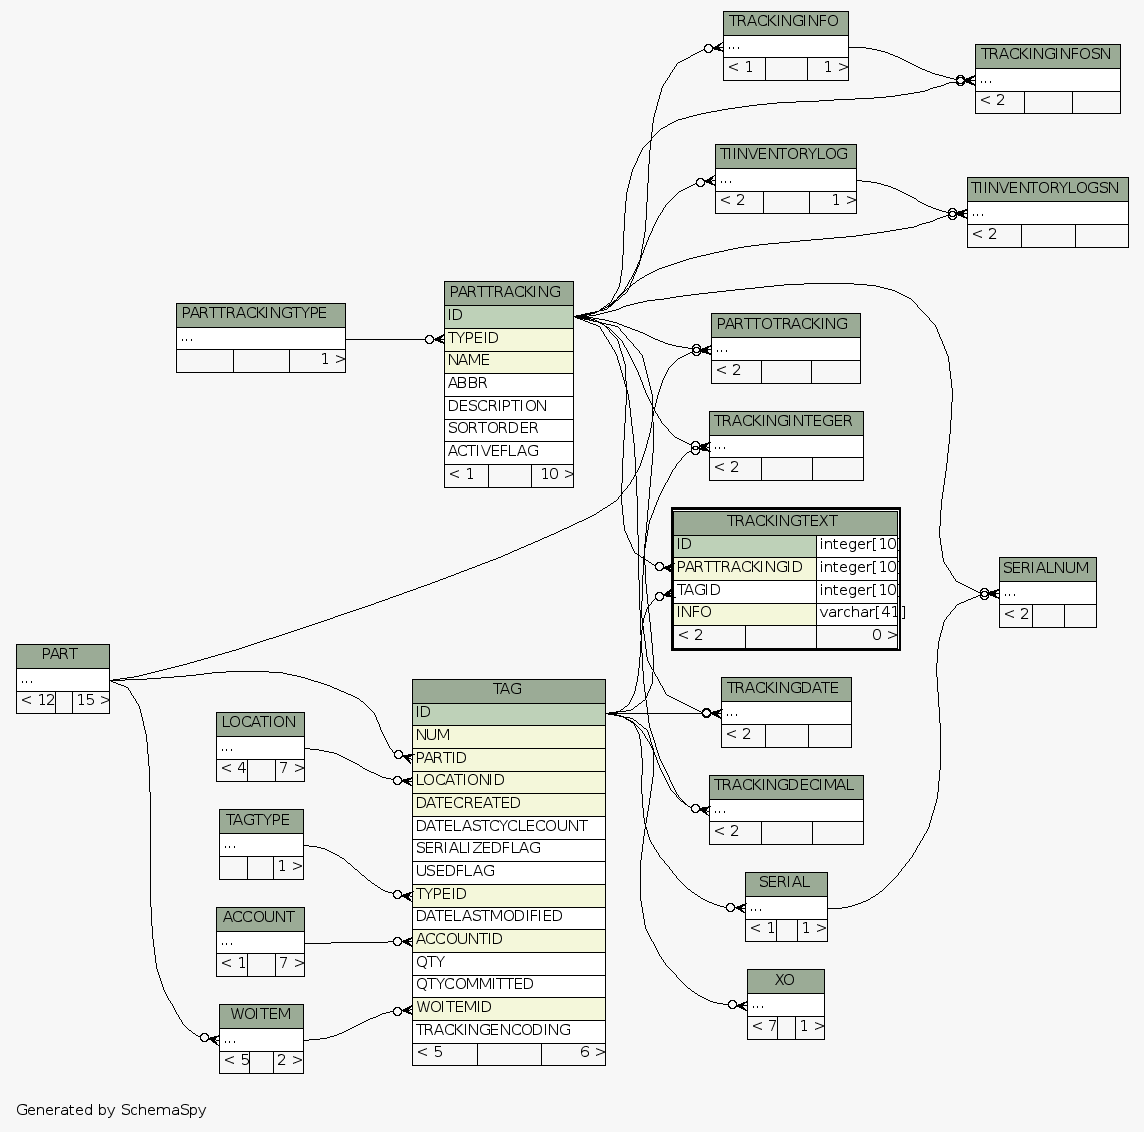 TRACKINGINFO
...
< 1 1 >
TRACKINGINFOSN
...
< 2
TIINVENTORYLOG
...
< 2 1 >
TIINVENTORYLOGSN
...
< 2
PARTTRACKINGTYPE
...
1 >
PARTTRACKING
ID
TYPEID
NAME
ABBR
DESCRIPTION
SORTORDER
ACTIVEFLAG
< 1 10 >
PARTTOTRACKING
...
< 2
TRACKINGINTEGER
...
< 2
TRACKINGTEXT
ID integer[10]
PARTTRACKINGID integer[10]
TAGID integer[10]
INFO varchar[41]
< 2 0 >
SERIALNUM
...
< 2
PART
...
< 12 15 >
LOCATION
...
< 4 7 >
TAGTYPE
...
1 >
ACCOUNT
...
< 1 7 >
WOITEM
...
< 5 2 >
TAG
ID
NUM
PARTID
LOCATIONID
DATECREATED
DATELASTCYCLECOUNT
SERIALIZEDFLAG
USEDFLAG
TYPEID
DATELASTMODIFIED
ACCOUNTID
QTY
QTYCOMMITTED
WOITEMID
TRACKINGENCODING
< 5 6 >
TRACKINGDATE
...
< 2
TRACKINGDECIMAL
...
< 2
SERIAL
...
< 1 1 >
XO
...
< 7 1 >
Generated by SchemaSpy